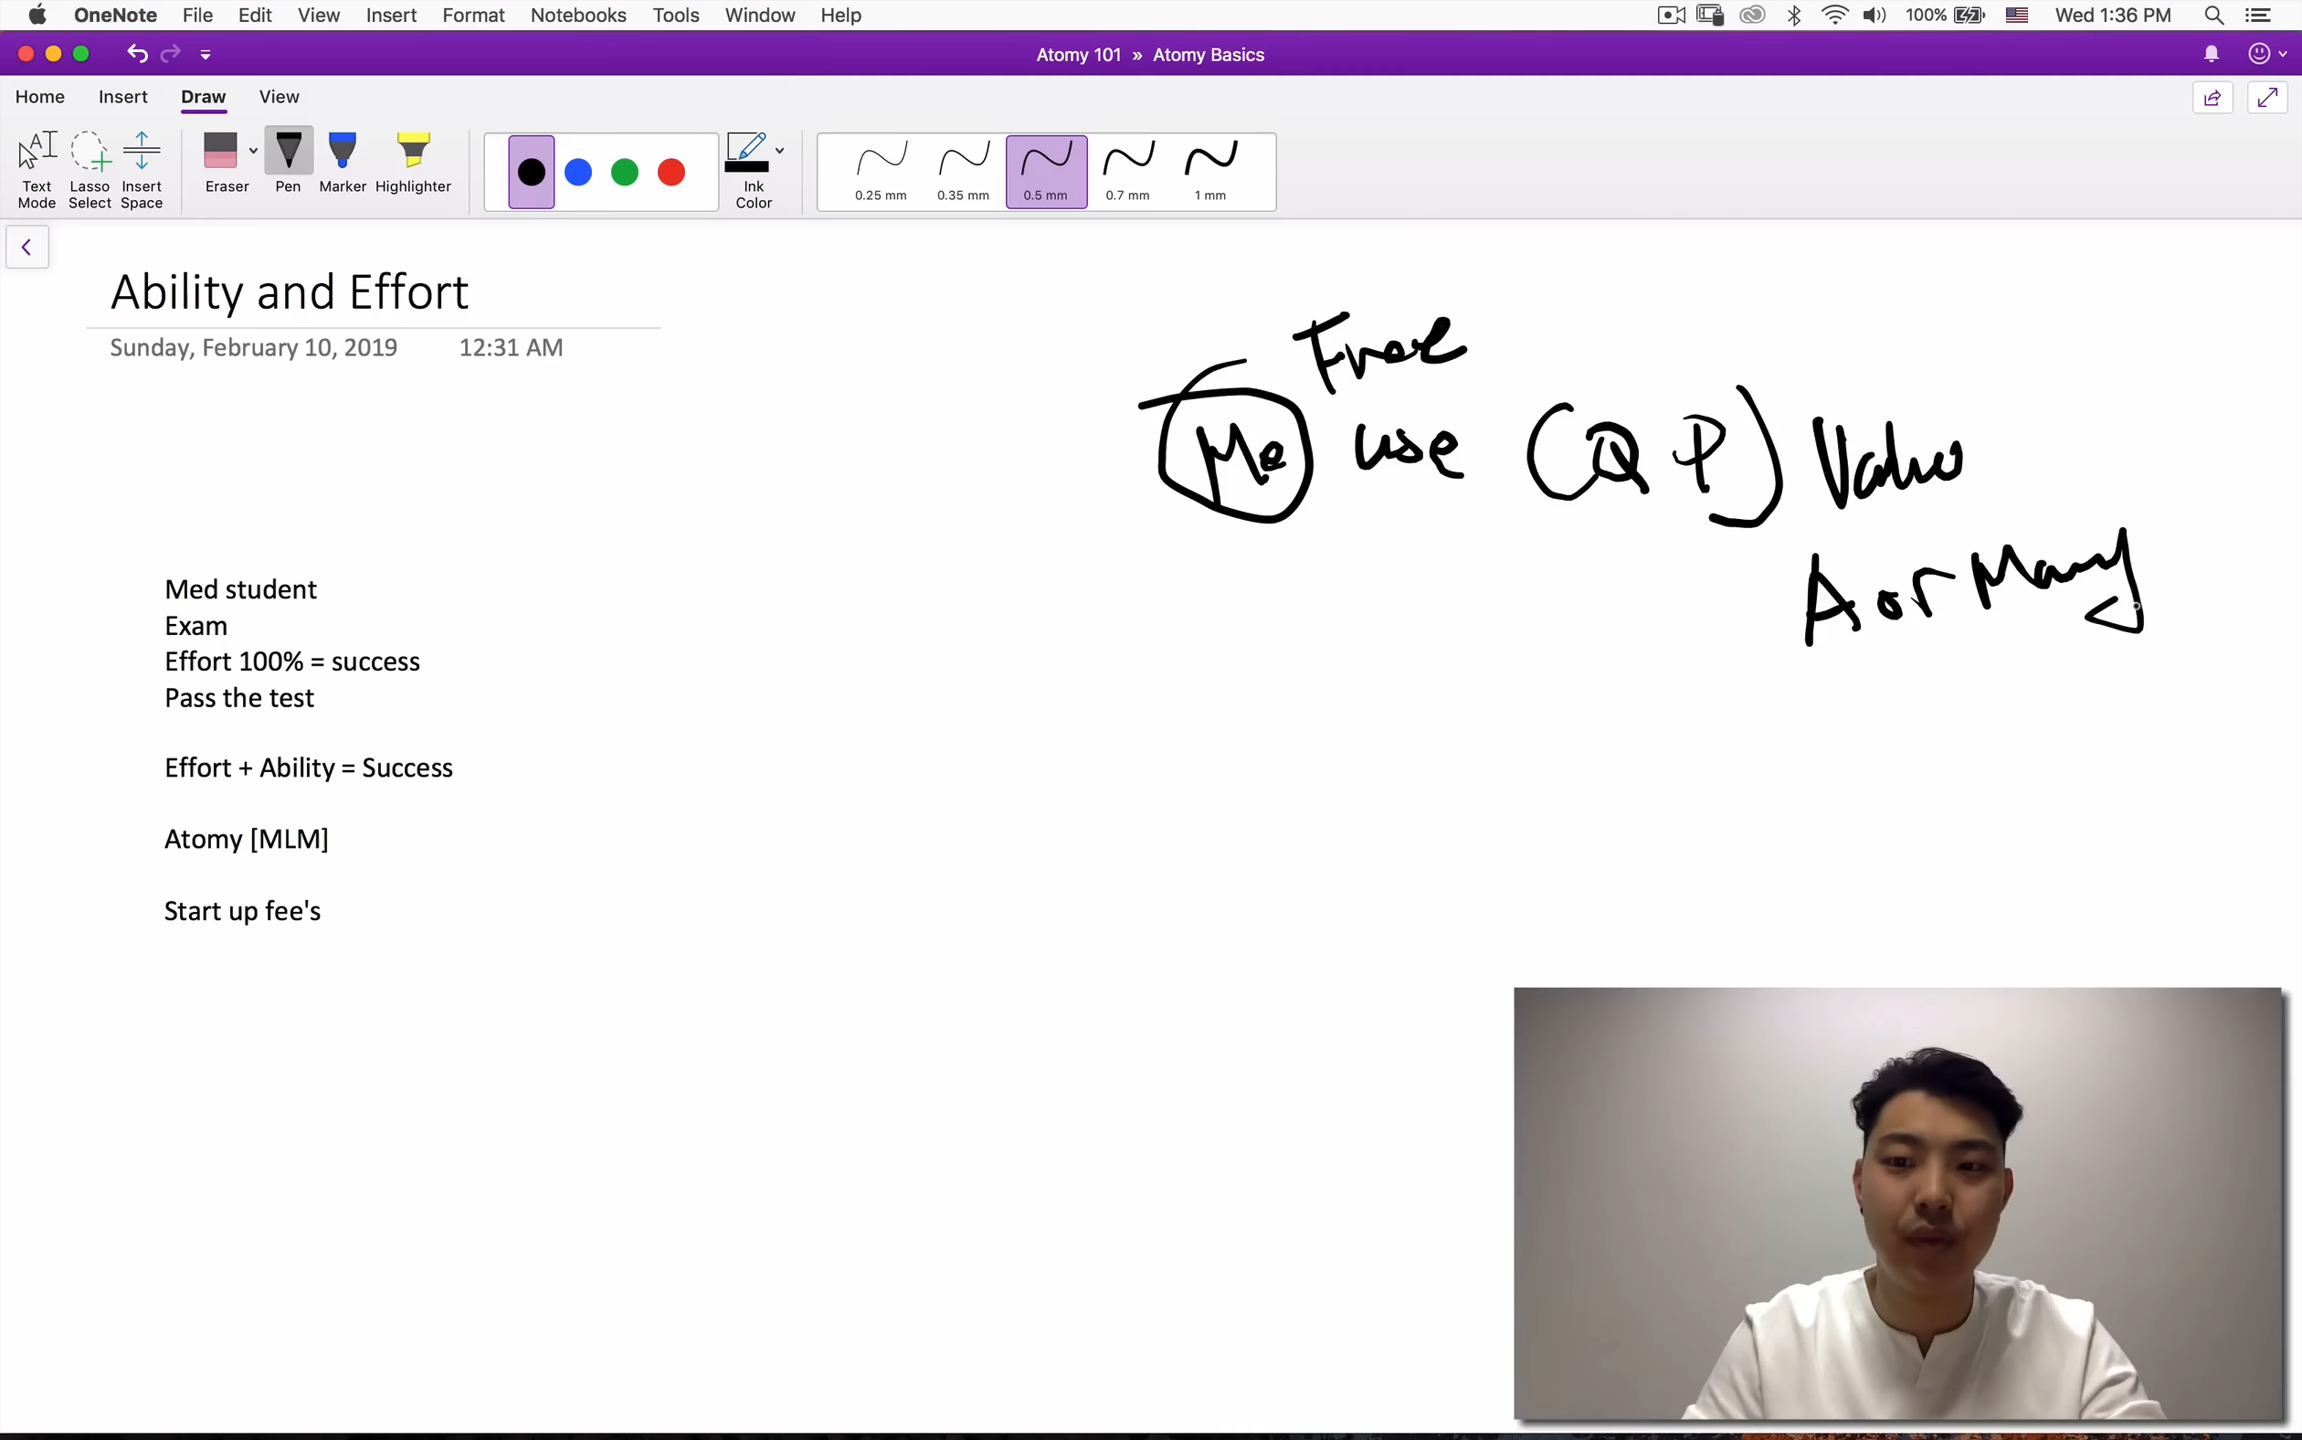 OneNote File Edit View Insert Format Notebooks Tools Window Help 100% Wed 1:36 PM
Atomy 101 » Atomy Basics
Home Insert Draw View
Text Mode
Lasso Select
Insert Space
Eraser
Pen
Marker
Highlighter
Ink Color
0.25 mm
0.35 mm
0.5 mm
0.7 mm
1 mm
Ability and Effort
Sunday, February 10, 2019 12:31 AM
Free
Me use (Q P) Value
A or Many
Med student
Exam
Effort 100% = success
Pass the test
Effort + Ability = Success
Atomy [MLM]
Start up fee's